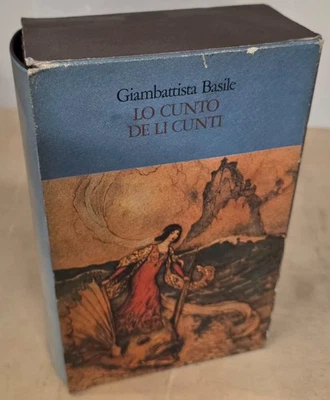 Giambattista Basile
LO CUNTO
DE LI CUNTI